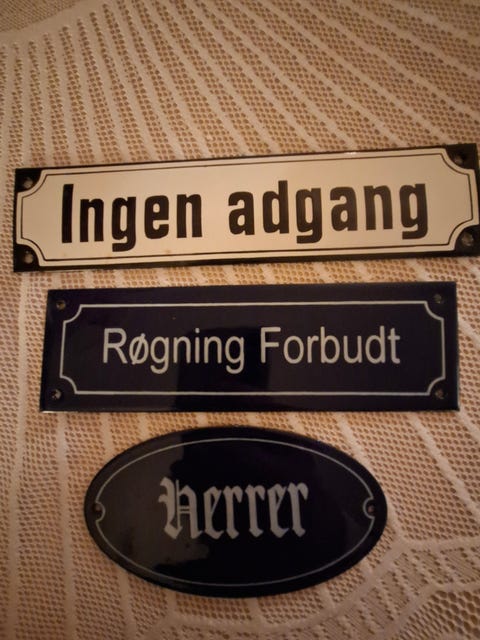 Ingen adgang
Røgning Forbudt
Herrer